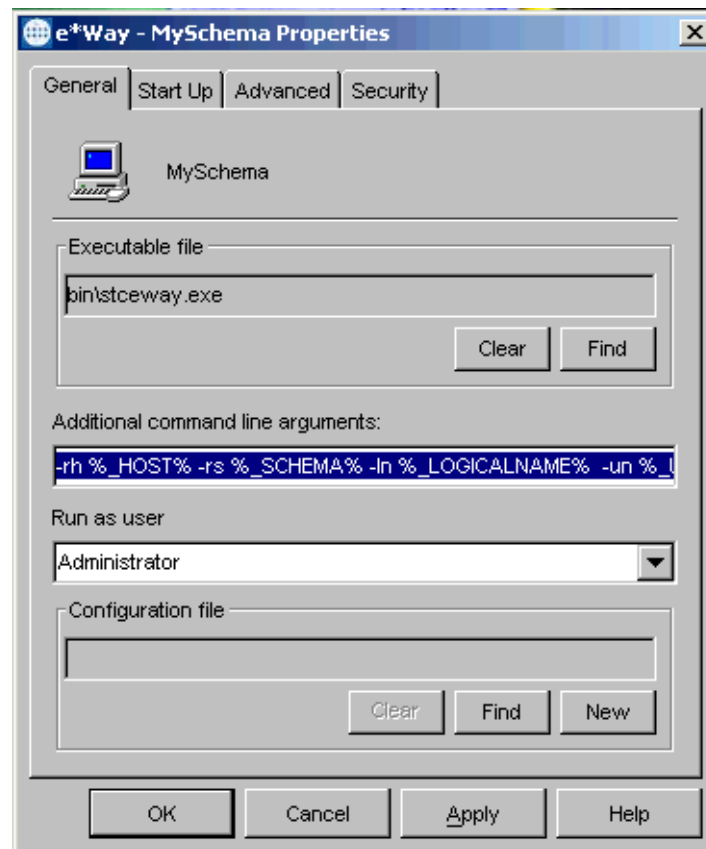 e*Way - MySchema Properties
General Start Up Advanced Security
MySchema
Executable file
bin\stceway.exe
Clear Find
Additional command line arguments:
-rh %_HOST% -rs %_SCHEMA% -ln %_LOGICALNAME%  -un %_U
Run as user
Administrator
Configuration file
Clear Find New
OK Cancel Apply Help